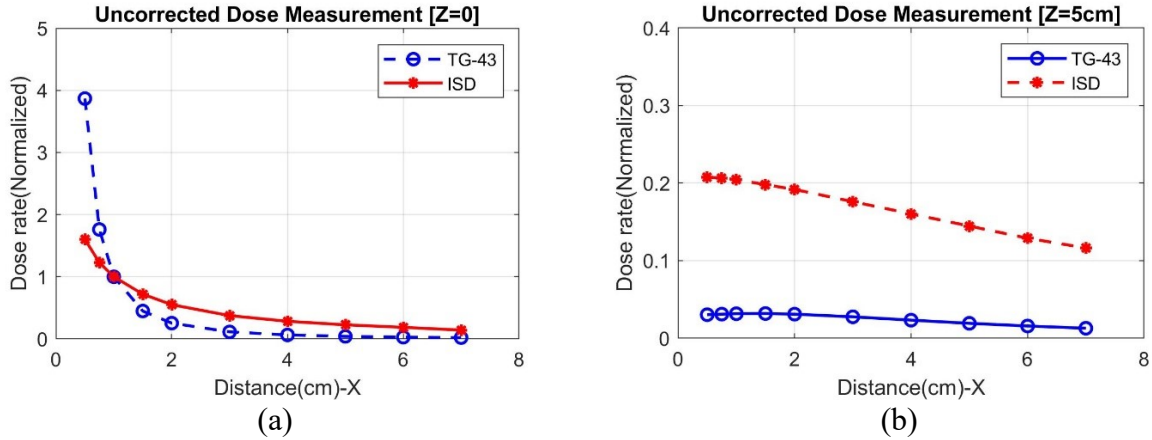 Uncorrected Dose Measurement [Z=0]
5
4
3
2
1
0
Dose rate(Normalized)
TG-43
ISD
0
2
4
6
8
Distance(cm)-X
(a)
Uncorrected Dose Measurement [Z=5cm]
0.4
0.3
0.2
0.1
0
Dose rate(Normalized)
TG-43
ISD
0
2
4
6
8
Distance(cm)-X
(b)